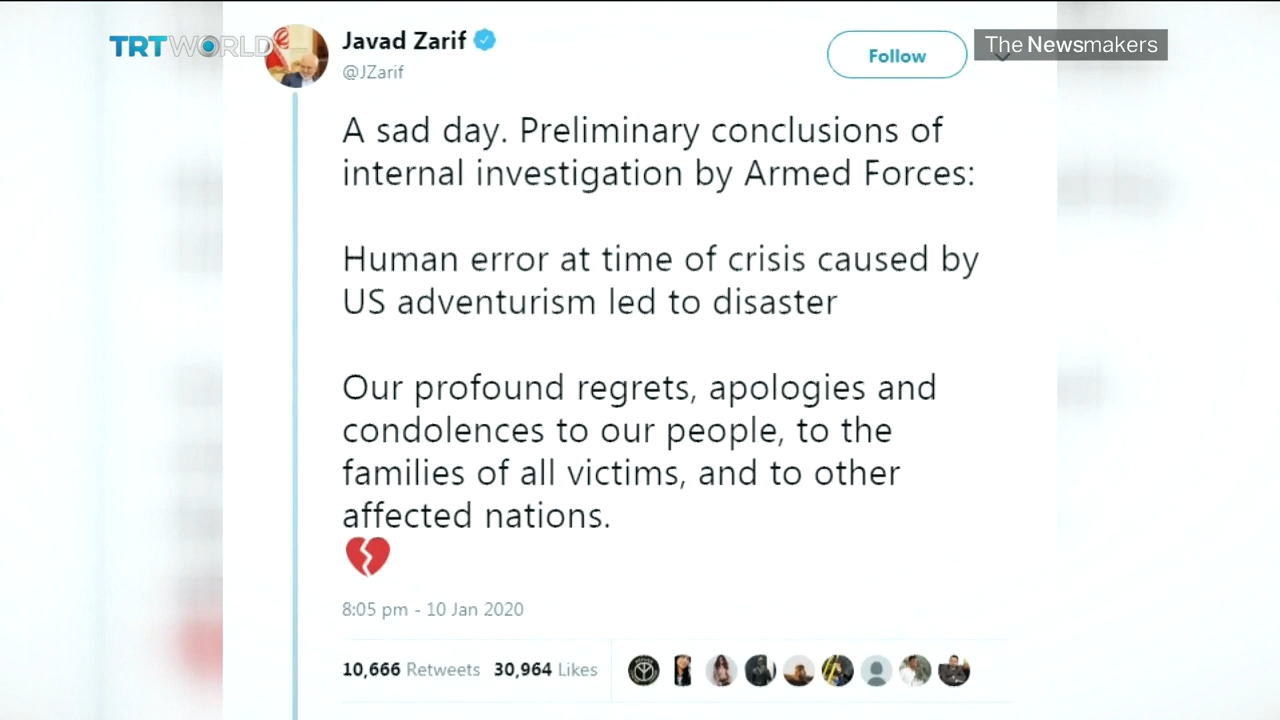 TRT WORLD
The Newsmakers
Javad Zarif
@JZarif
Follow
A sad day. Preliminary conclusions of
internal investigation by Armed Forces:
Human error at time of crisis caused by
US adventurism led to disaster
Our profound regrets, apologies and
condolences to our people, to the
families of all victims, and to other
affected nations.
💔
8:05 pm - 10 Jan 2020
10,666 Retweets 30,964 Likes